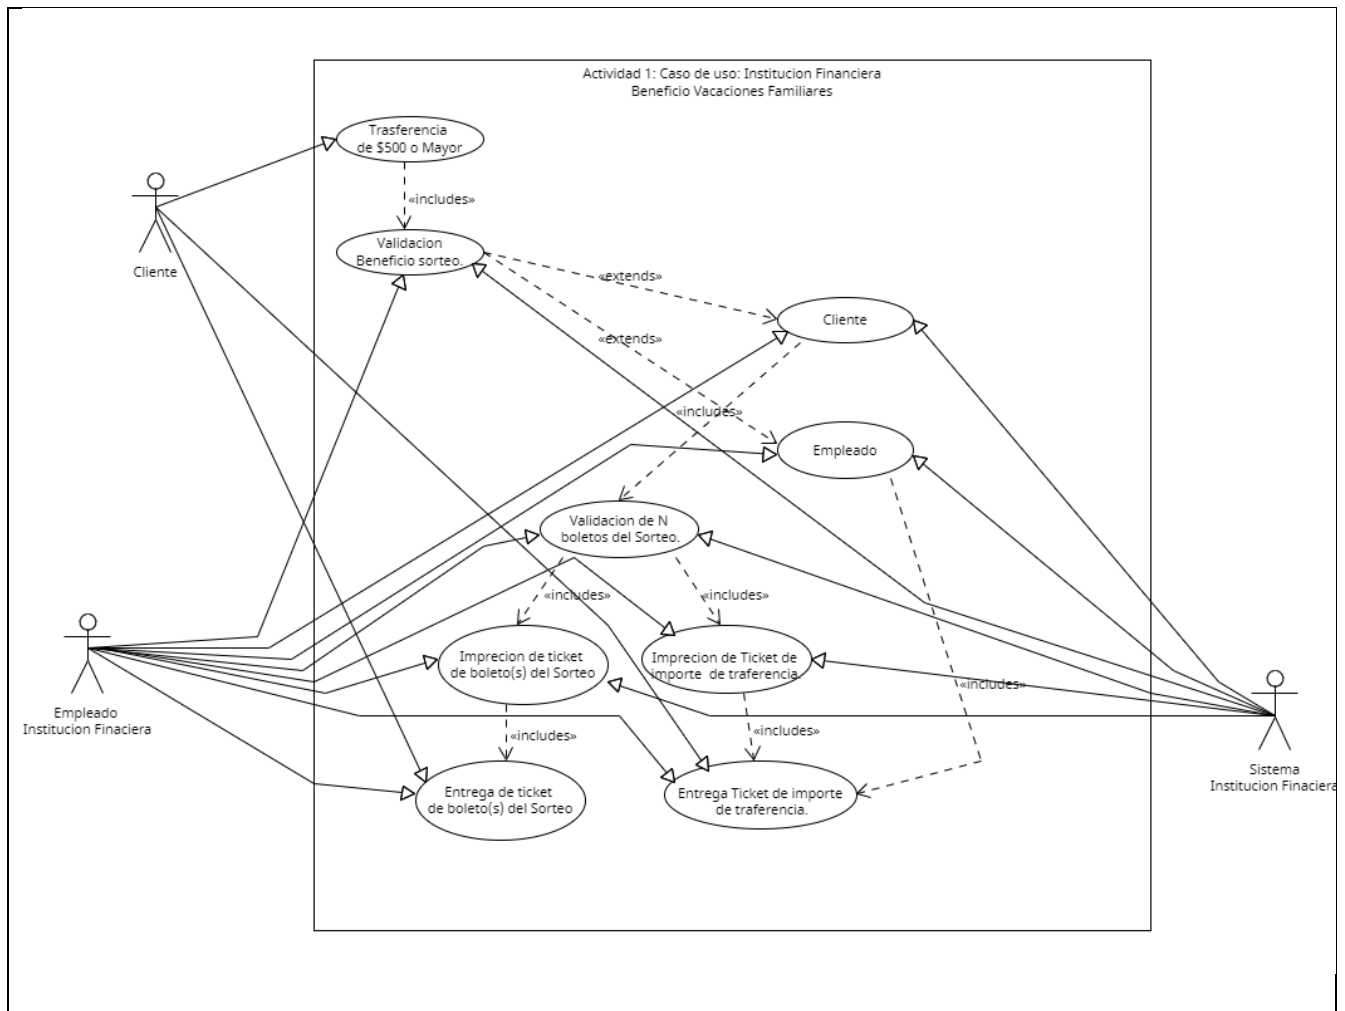 Actividad 1: Caso de uso: Institucion Financiera
Beneficio Vacaciones Familiares
Trasferencia
de $500 o Mayor
«includes»
Validacion
Beneficio sorteo.
Cliente
«extends»
Cliente
«extends»
«includes»
Empleado
Validacion de N
boletos del Sorteo.
«includes»
«includes»
Imprecion de ticket
de boleto(s) del Sorteo
Imprecion de Ticket de
importe de traferencia.
«includes»
Empleado
Institucion Finaciera
«includes»
«includes»
Sistema
Institucion Finaciera
Entrega de ticket
de boleto(s) del Sorteo
Entrega Ticket de importe
de traferencia.